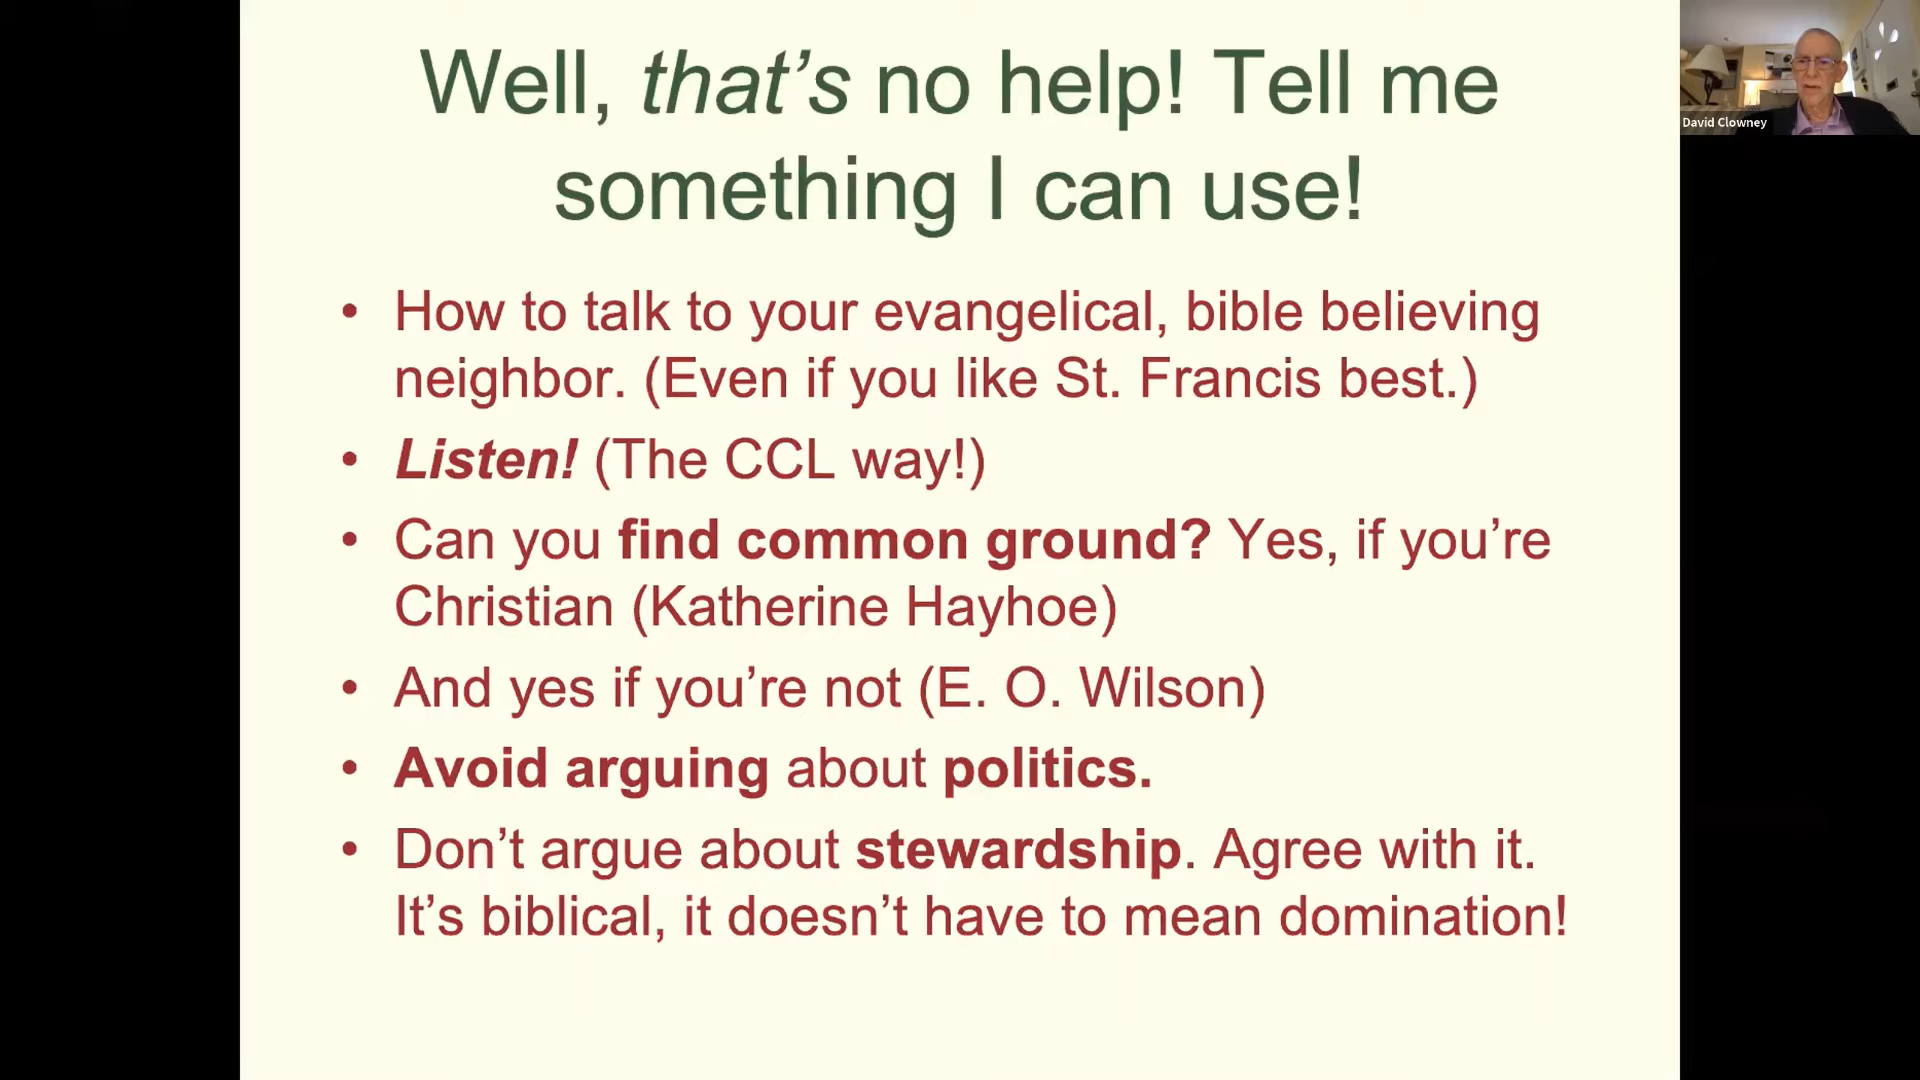 Well, that’s no help! Tell me
something I can use!
David Clowney
• How to talk to your evangelical, bible believing
neighbor. (Even if you like St. Francis best.)
• Listen! (The CCL way!)
• Can you find common ground? Yes, if you’re
Christian (Katherine Hayhoe)
• And yes if you’re not (E. O. Wilson)
• Avoid arguing about politics.
• Don’t argue about stewardship. Agree with it.
It’s biblical, it doesn’t have to mean domination!